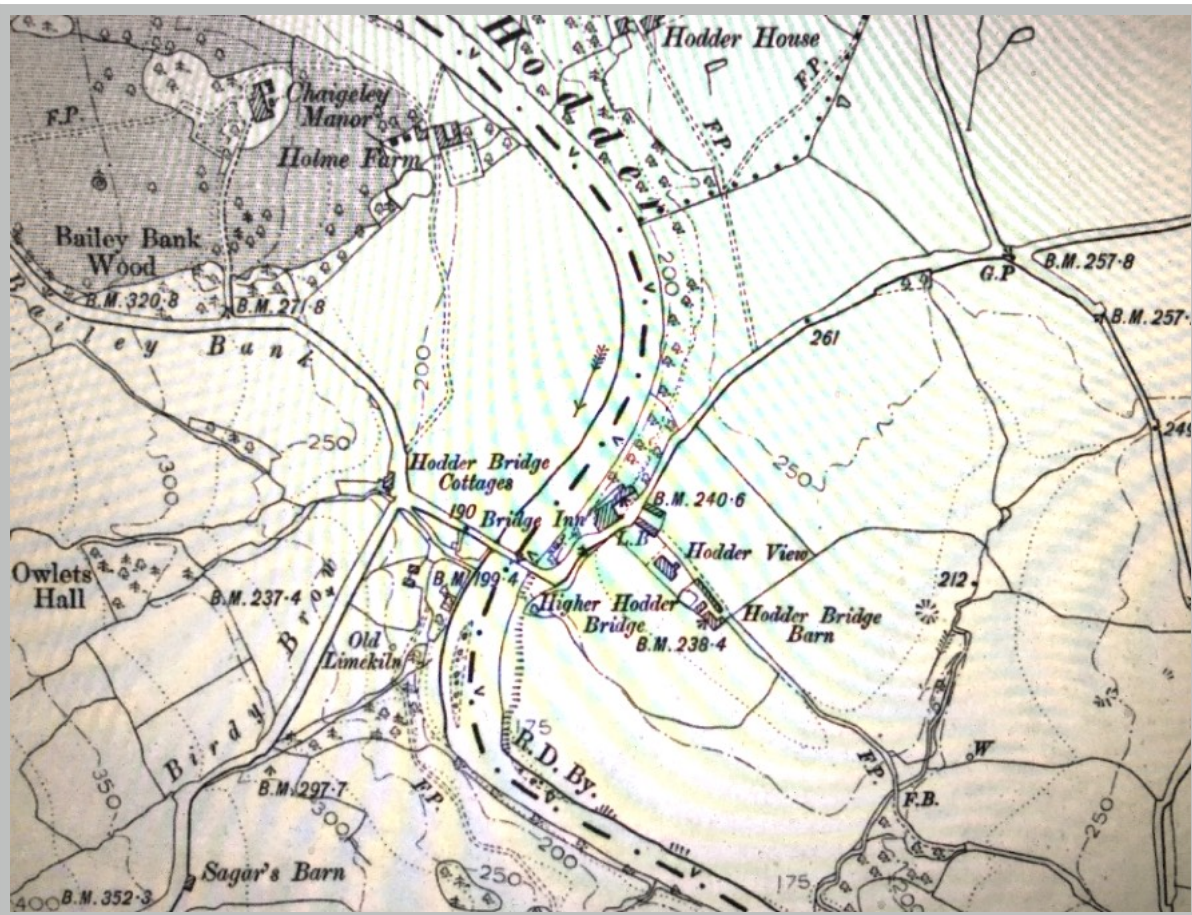 Hodder
Hodder House
F.P.
F.P.
Chaigeley
Manor
F.P.
Holme Farm
Bailey Bank
Wood
200
G.P.
B.M. 257·8
B.M. 320·8
B.M. 271·8
B.M. 257·
Bailey Bank
261
200
250
249
250
300
Hodder Bridge
Cottages
B.M. 240·6
190
Bridge Inn
L.B
Hodder View
Owlets
Hall
B.M. 199·4
212
B.M. 237·4
Higher Hodder
Bridge
Hodder Bridge
Barn
B.M. 238·4
Old
Limekiln
Birdy Brow
175
R.D. By.
W
F.P.
350
B.M. 297·7
F.P.
F.B.
300
250
200
Sagar's Barn
250
175
400
B.M. 352·3